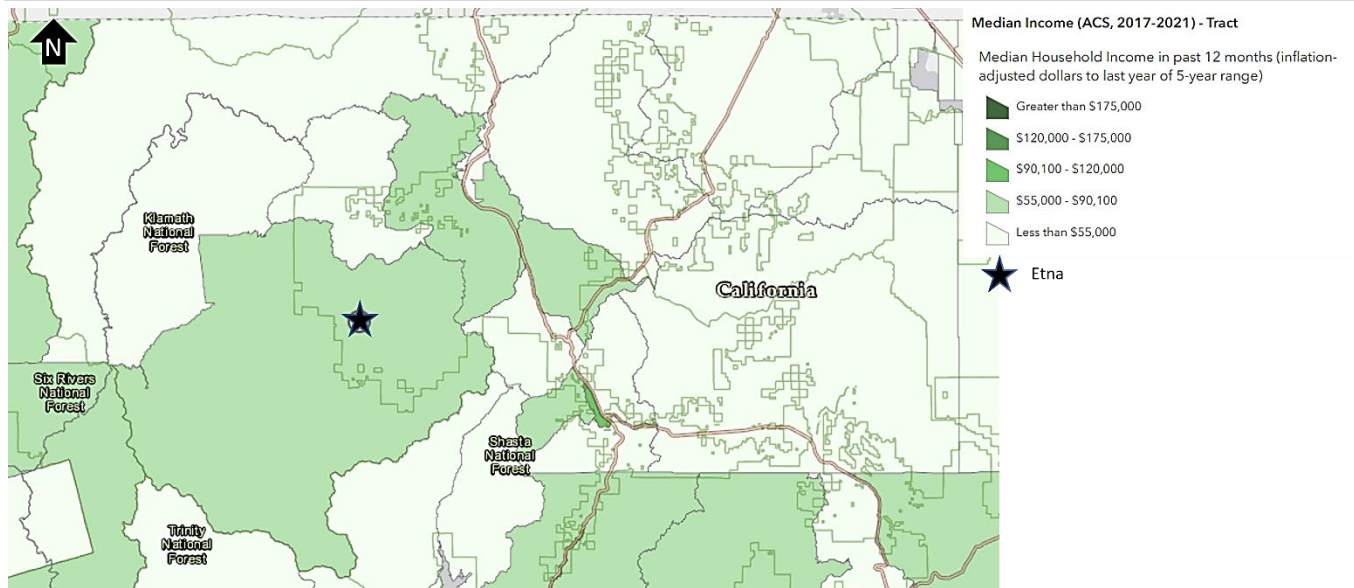 N
Klamath
National
Forest
Six Rivers
National
Forest
Shasta
National
Forest
Trinity
National
Forest
California
Median Income (ACS, 2017-2021) - Tract
Median Household Income in past 12 months (inflation-
adjusted dollars to last year of 5-year range)
Greater than $175,000
$120,000 - $175,000
$90,100 - $120,000
$55,000 - $90,100
Less than $55,000
Etna